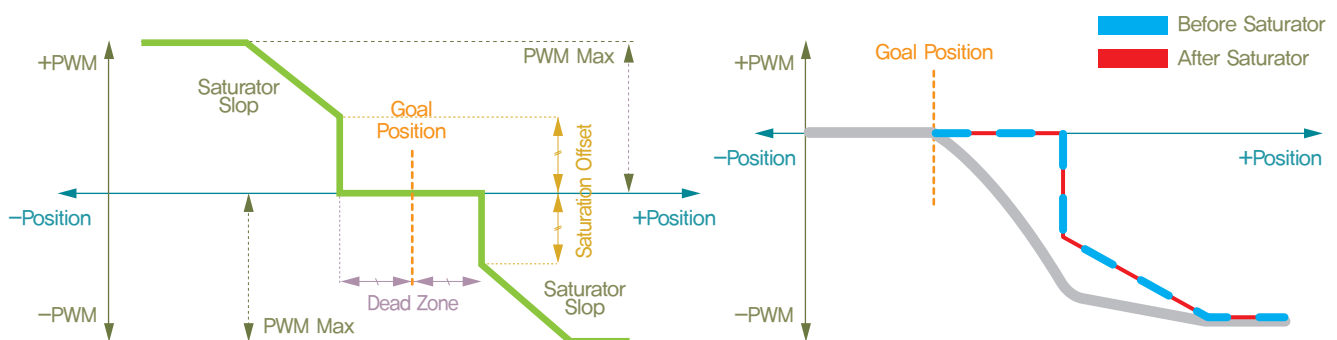 +PWM
PWM Max
Saturator
Slop
Goal
Position
Saturation Offset
−Position
+Position
Dead Zone
Saturator
Slop
−PWM
PWM Max
Before Saturator
After Saturator
Goal Position
+PWM
−Position
+Position
−PWM